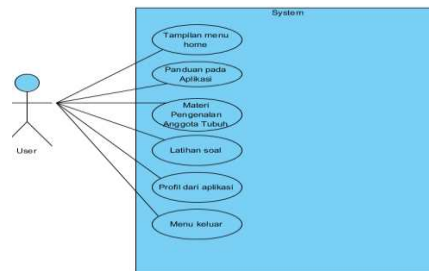 System
Tampilan menu
home
Panduan pada
Aplikasi
Materi
Pengenalan
Anggota Tubuh
Latihan soal
Profil dari aplikasi
Menu keluar
User